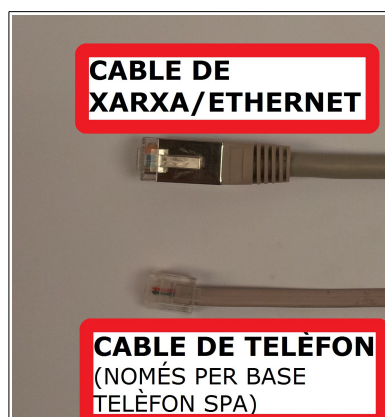 CABLE DE
XARXA/ETHERNET
CABLE DE TELÈFON
(NOMÉS PER BASE
TELÈFON SPA)